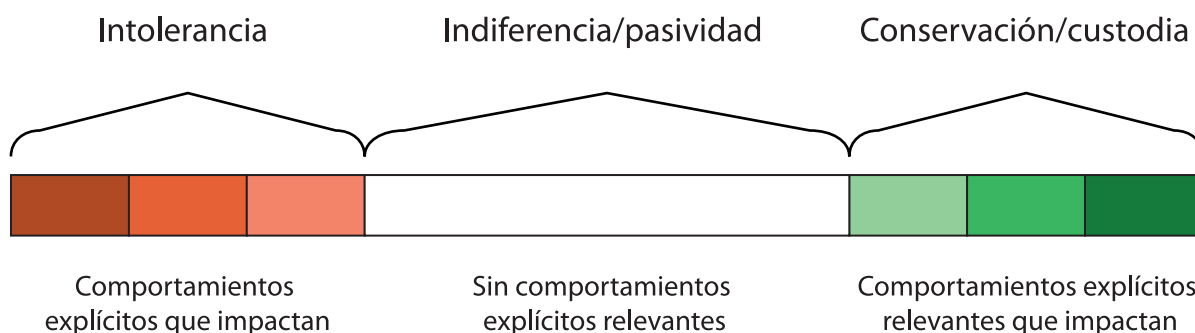 Intolerancia
Indiferencia/pasividad
Conservación/custodia
Comportamientos
explícitos que impactan
Sin comportamientos
explícitos relevantes
Comportamientos explícitos
relevantes que impactan